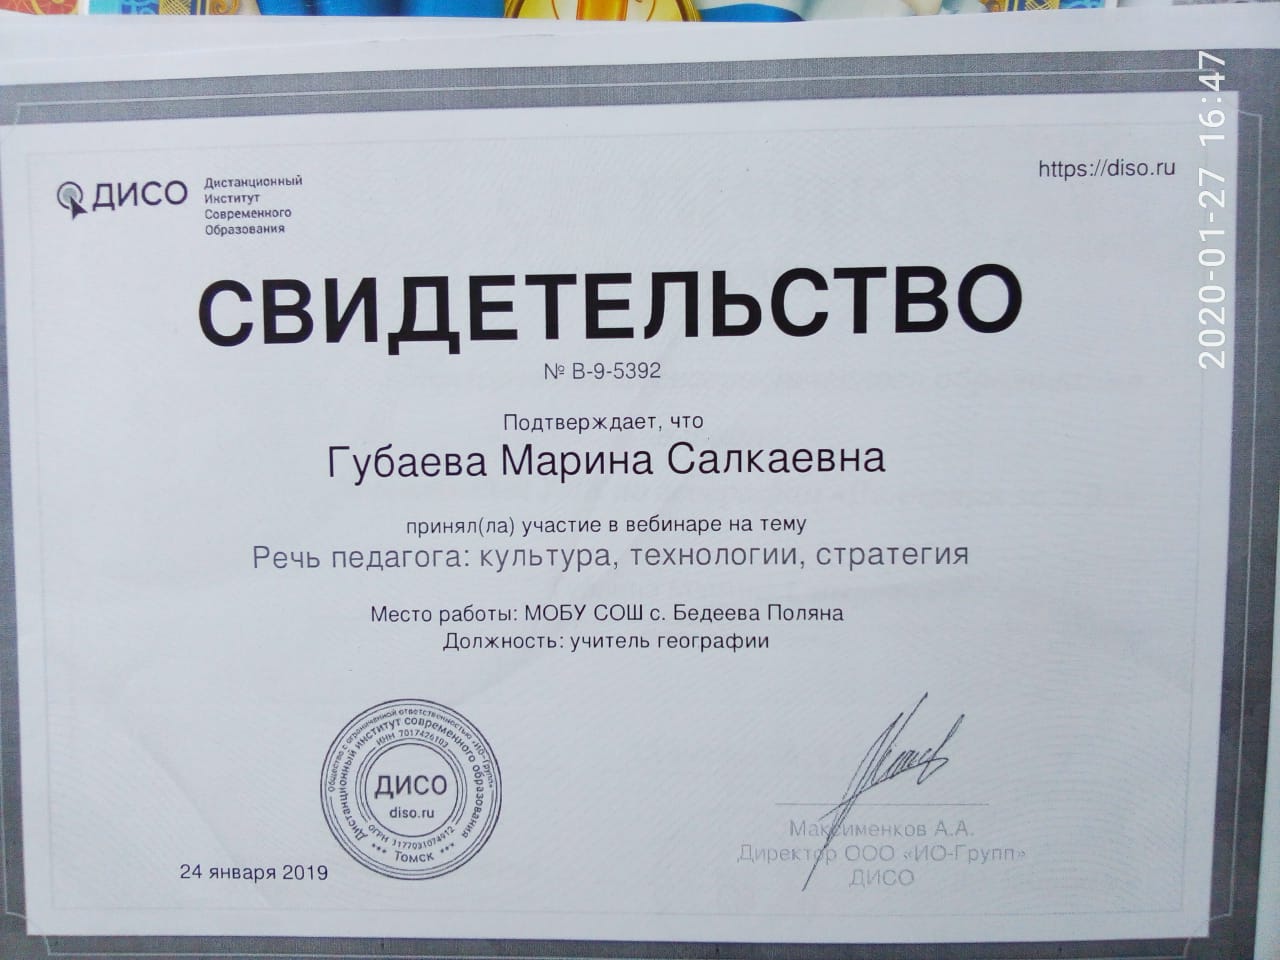 ДИСО
Дистанционный
Институт
Современного
Образования
https://diso.ru
2020-01-27 16:47
СВИДЕТЕЛЬСТВО
№ В-9-5392
Подтверждает, что
Губаева Марина Салкаевна
принял(ла) участие в вебинаре на тему
Речь педагога: культура, технологии, стратегия
Место работы: МОБУ СОШ с. Бедеева Поляна
Должность: учитель географии
Общество с ограниченной ответственностью «ИО-Групп»
Дистанционный институт современного образования
ИНН 7017426103
ДИСО
diso.ru
ОГРН 1177031074912
*** Томск ***
24 января 2019
Максименков А.А.
Директор ООО «ИО-Групп»
ДИСО